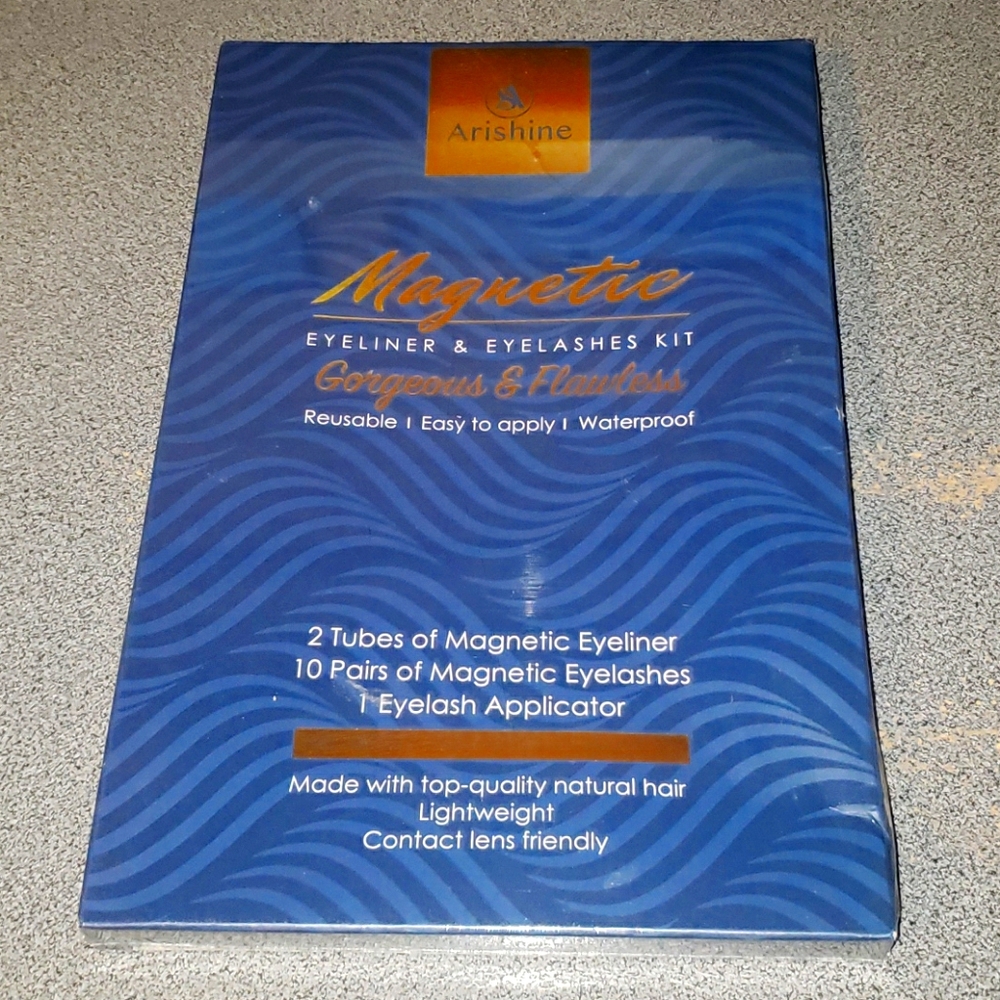 Arishine
Magnetic
EYELINER & EYELASHES KIT
Gorgeous & Flawless
Reusable I Easy to apply I Waterproof
2 Tubes of Magnetic Eyeliner
10 Pairs of Magnetic Eyelashes
1 Eyelash Applicator
Made with top-quality natural hair
Lightweight
Contact lens friendly